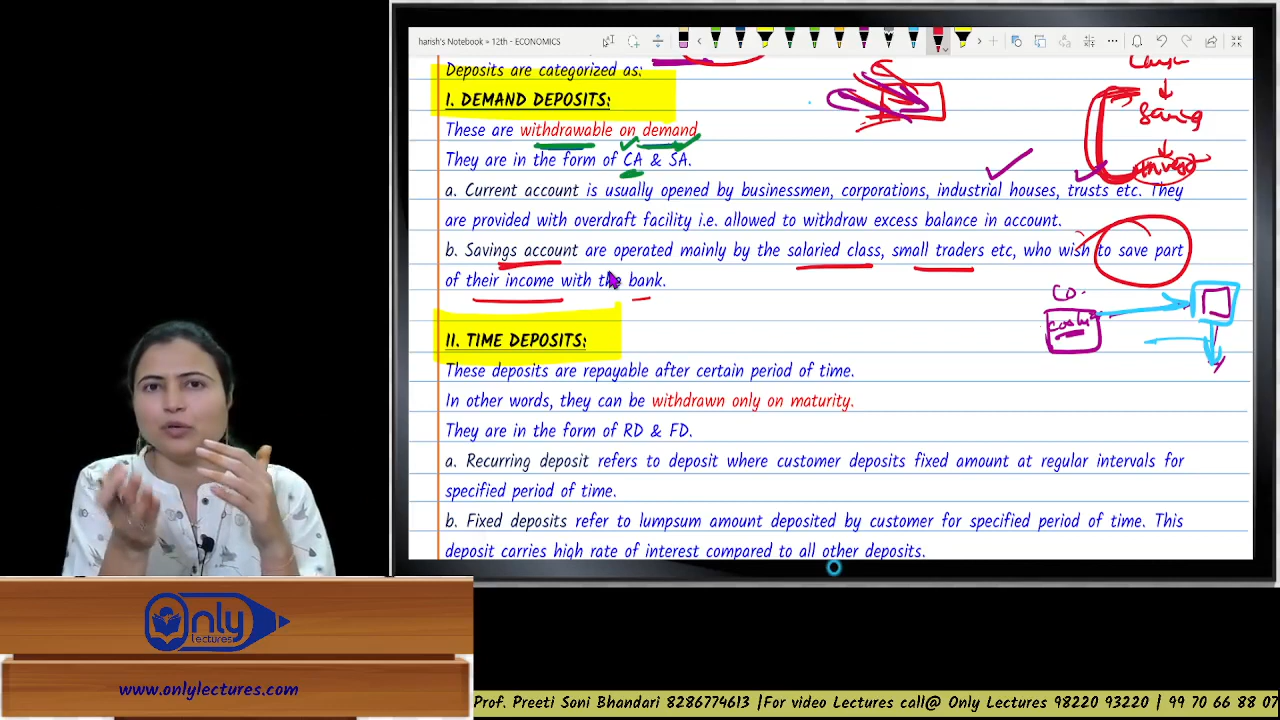 harish's Notebook » 12th - ECONOMICS
Deposits are categorized as:
I. DEMAND DEPOSITS:
These are withdrawable on demand
They are in the form of CA & SA.
a. Current account is usually opened by businessmen, corporations, industrial houses, trusts etc. They
are provided with overdraft facility i.e. allowed to withdraw excess balance in account.
b. Savings account are operated mainly by the salaried class, small traders etc, who wish to save part
of their income with the bank.
II. TIME DEPOSITS:
These deposits are repayable after certain period of time.
In other words, they can be withdrawn only on maturity.
They are in the form of RD & FD.
a. Recurring deposit refers to deposit where customer deposits fixed amount at regular intervals for
specified period of time.
b. Fixed deposits refer to lumpsum amount deposited by customer for specified period of time. This
deposit carries high rate of interest compared to all other deposits.
Saving
Invest
Co.
Only
lectures
www.onlylectures.com
Prof. Preeti Soni Bhandari 8286774613 |For video Lectures call@ Only Lectures 98220 93220 | 99 70 66 88 07